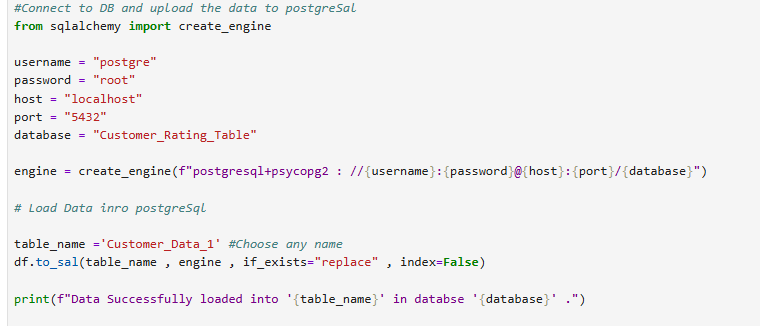 #Connect to DB and upload the data to postgreSal
from sqlalchemy import create_engine
username = "postgre"
password = "root"
host = "localhost"
port = "5432"
database = "Customer_Rating_Table"
engine = create_engine(f"postgresql+psycopg2 : //{username}:{password}@{host}:{port}/{database}")
# Load Data inro postgreSql
table_name ='Customer_Data_1' #Choose any name
df.to_sal(table_name , engine , if_exists="replace" , index=False)
print(f"Data Successfully loaded into '{table_name}' in databse '{database}' .")